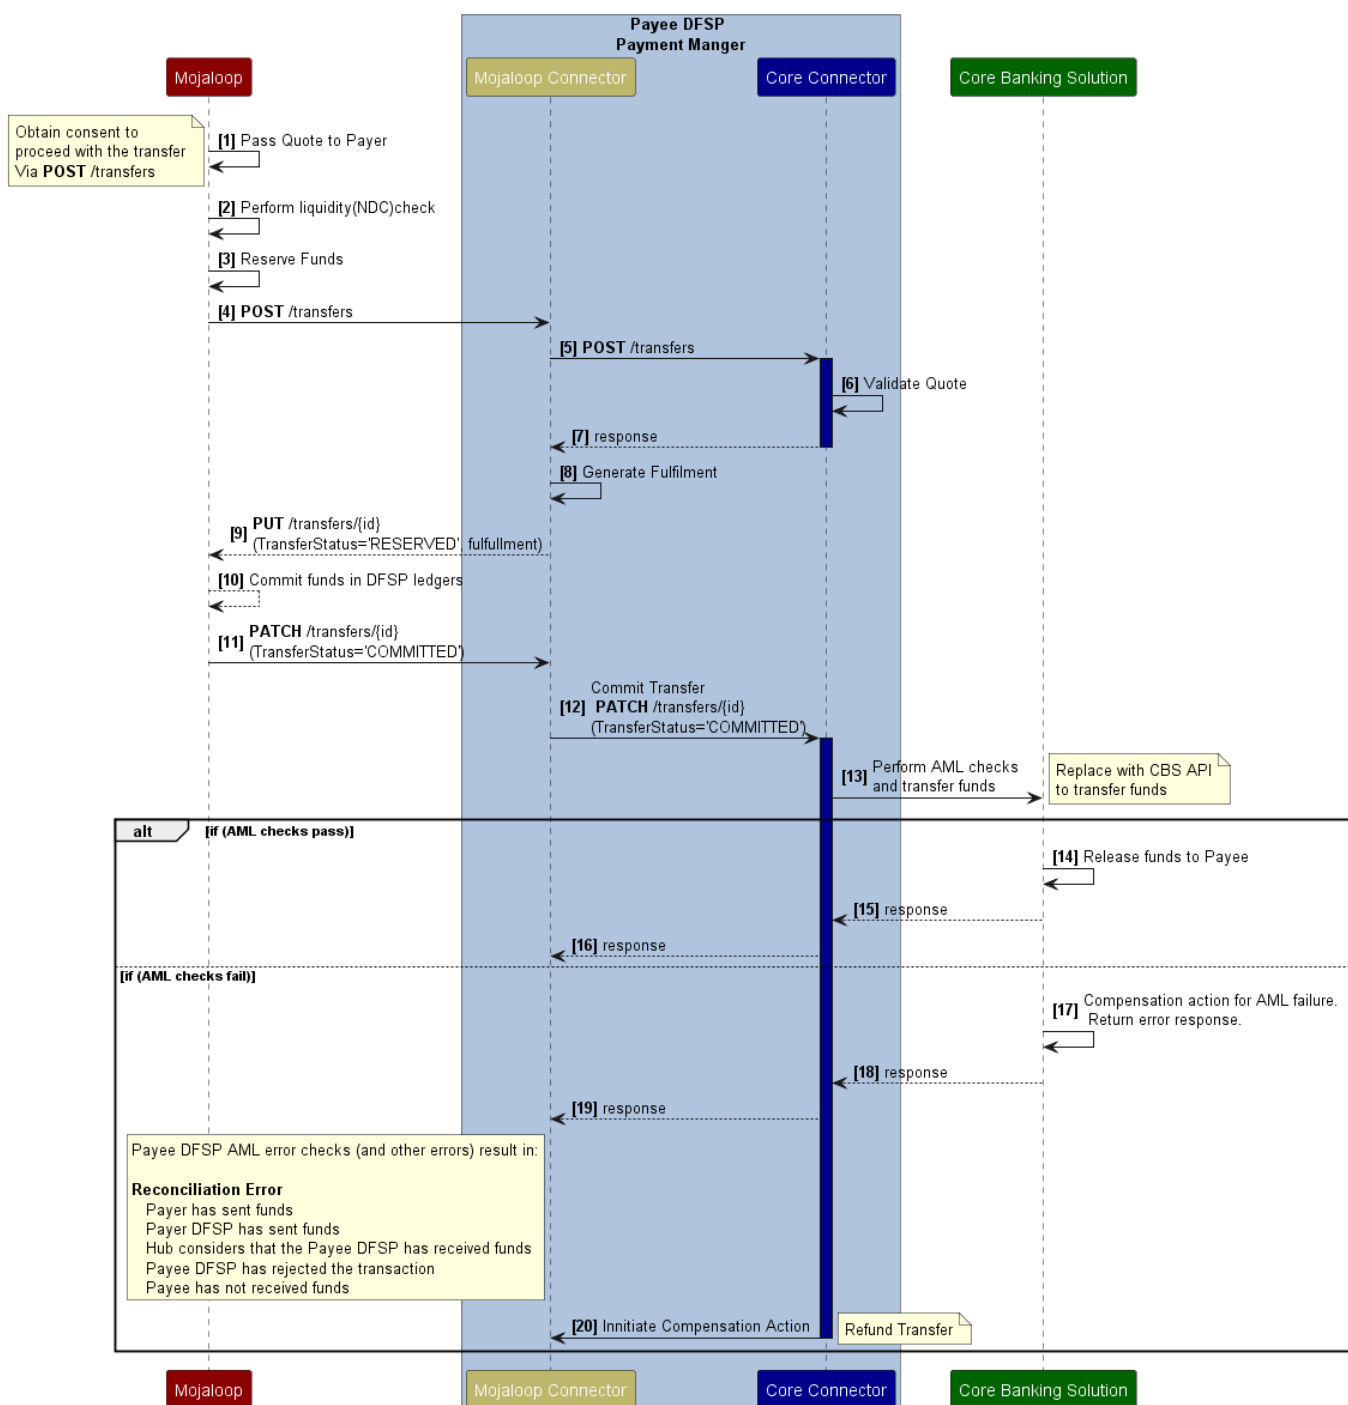 Payee DFSP
Payment Manger
Mojaloop
Mojaloop Connector
Core Connector
Core Banking Solution
Obtain consent to
proceed with the transfer
Via POST /transfers
[1] Pass Quote to Payer
[2] Perform liquidity(NDC)check
[3] Reserve Funds
[4] POST /transfers
[5] POST /transfers
[6] Validate Quote
[7] response
[8] Generate Fulfilment
[9] PUT /transfers/{id}
(TransferStatus='RESERVED', fulfullment)
[10] Commit funds in DFSP ledgers
[11] PATCH /transfers/{id}
(TransferStatus='COMMITTED')
Commit Transfer
[12] PATCH /transfers/{id}
(TransferStatus='COMMITTED')
[13] Perform AML checks
and transfer funds
Replace with CBS API
to transfer funds
alt [if (AML checks pass)]
[14] Release funds to Payee
[15] response
[16] response
[if (AML checks fail)]
[17] Compensation action for AML failure.
Return error response.
[18] response
[19] response
Payee DFSP AML error checks (and other errors) result in:
Reconciliation Error
Payer has sent funds
Payer DFSP has sent funds
Hub considers that the Payee DFSP has received funds
Payee DFSP has rejected the transaction
Payee has not received funds
[20] Innitiate Compensation Action
Refund Transfer
Mojaloop
Mojaloop Connector
Core Connector
Core Banking Solution